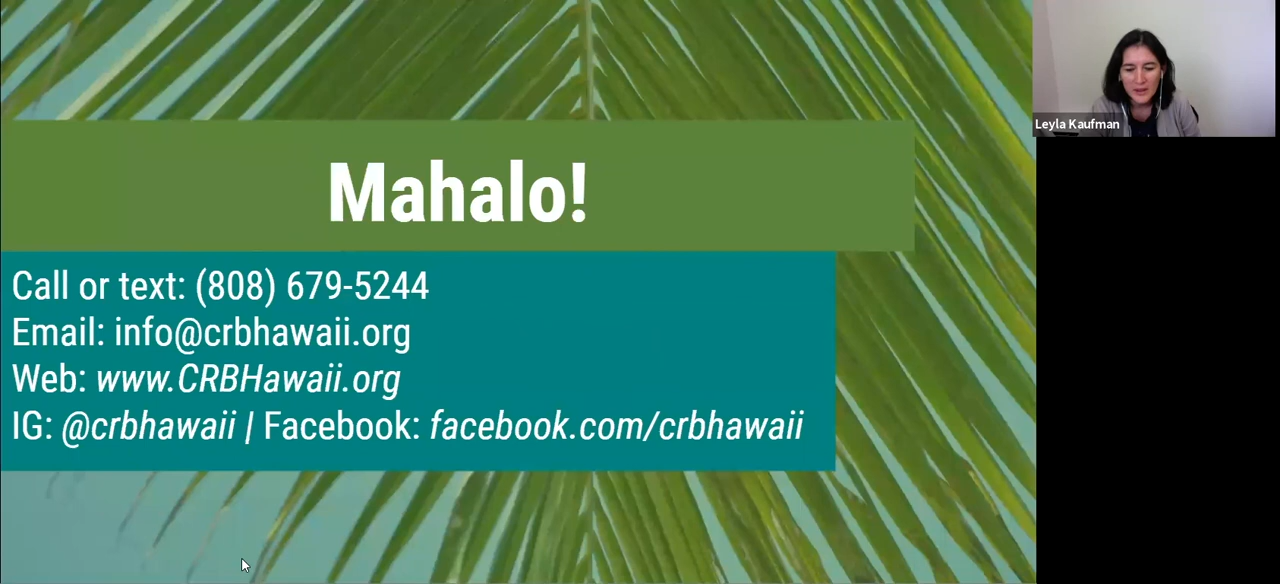 Mahalo!
Call or text: (808) 679-5244
Email: info@crbhawaii.org
Web: www.CRBHawaii.org
IG: @crbhawaii | Facebook: facebook.com/crbhawaii
Leyla Kaufman